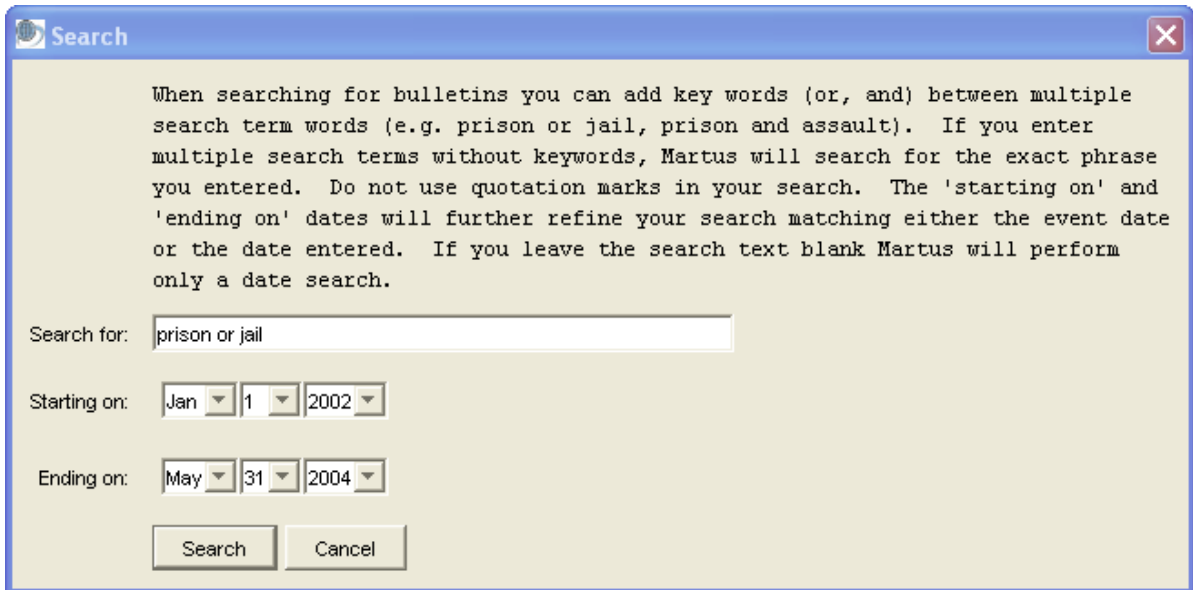 Search
When searching for bulletins you can add key words (or, and) between multiple
search term words (e.g. prison or jail, prison and assault).  If you enter
multiple search terms without keywords, Martus will search for the exact phrase
you entered.  Do not use quotation marks in your search.  The 'starting on' and
'ending on' dates will further refine your search matching either the event date
or the date entered.  If you leave the search text blank Martus will perform
only a date search.
Search for: prison or jail
Starting on: Jan 1 2002
Ending on: May 31 2004
Search Cancel